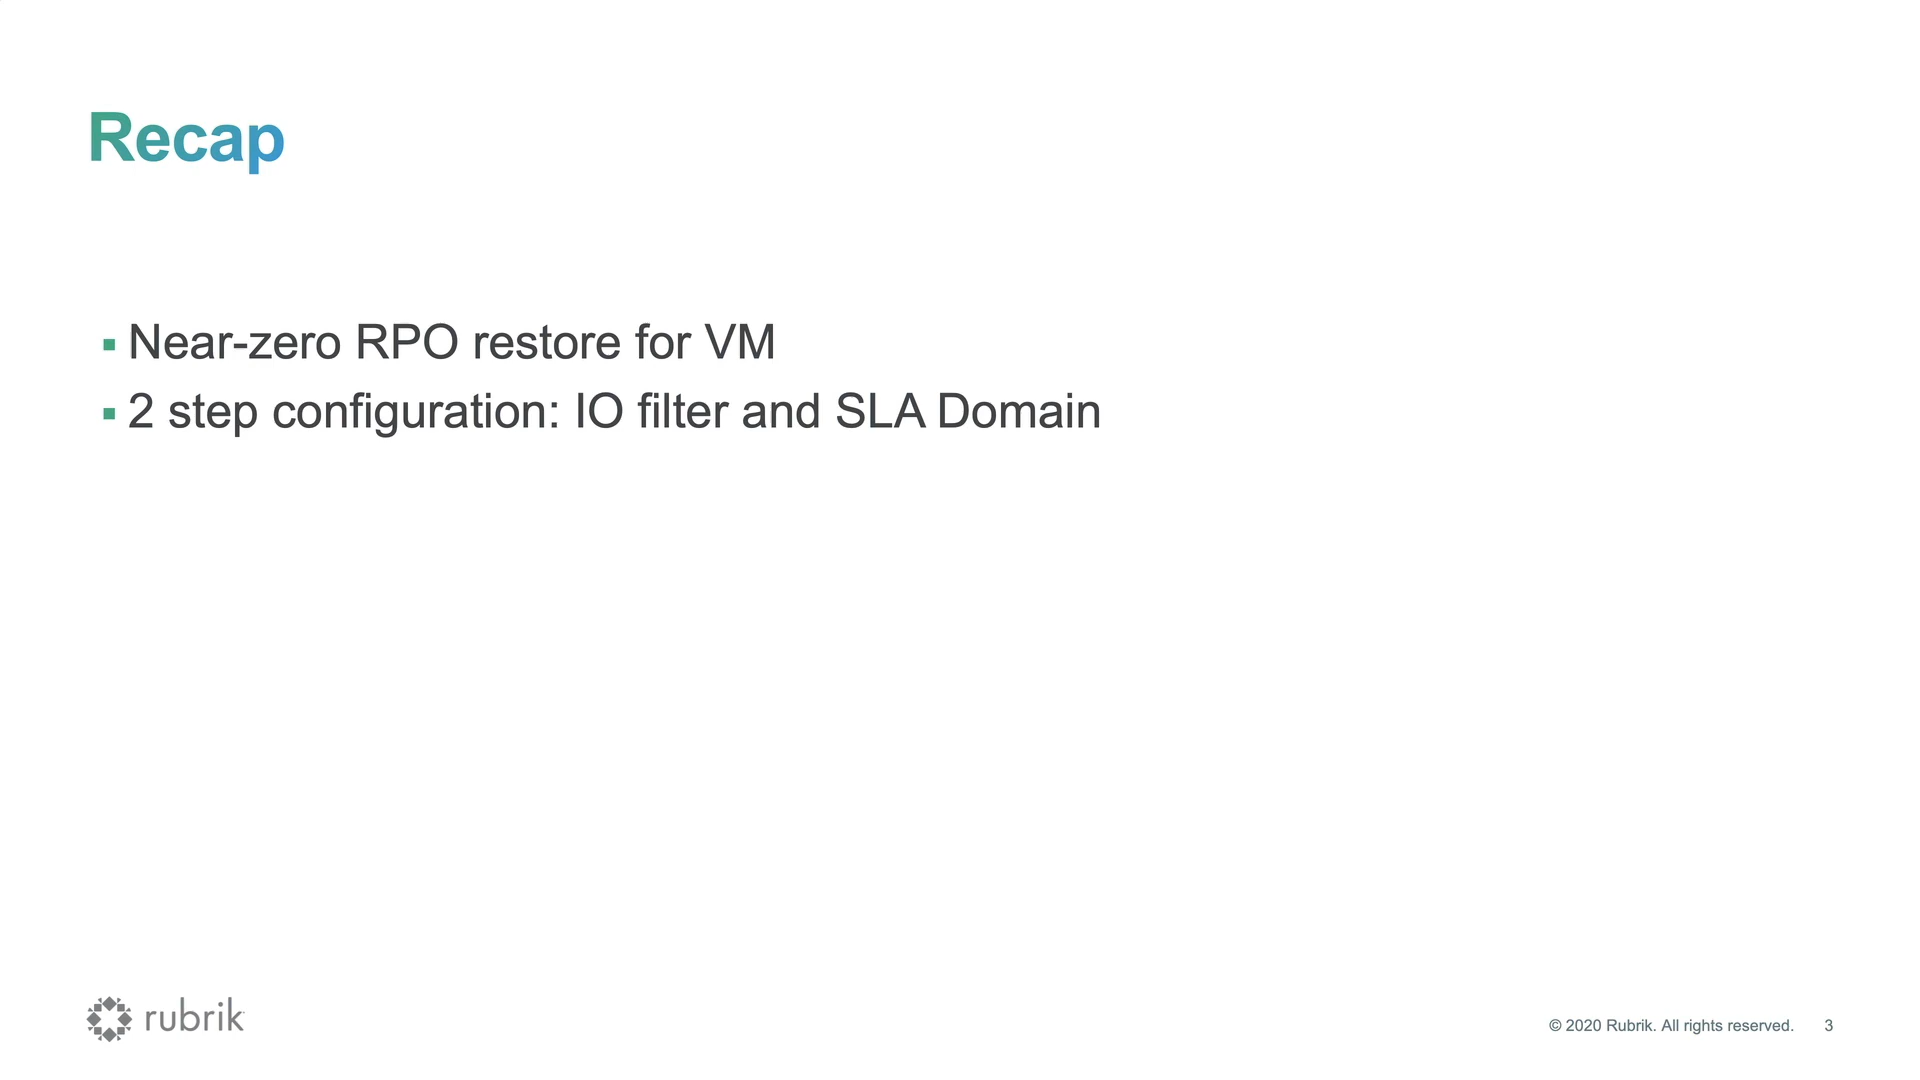 Recap
▪ Near-zero RPO restore for VM
▪ 2 step configuration: IO filter and SLA Domain
rubrik
© 2020 Rubrik. All rights reserved. 3